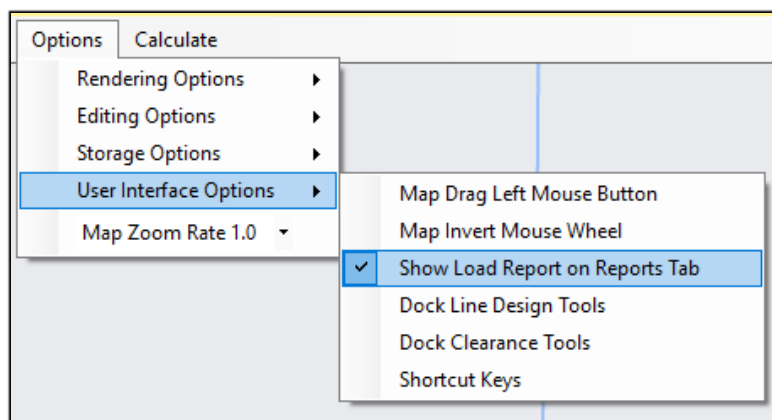 Options Calculate
Rendering Options
Editing Options
Storage Options
User Interface Options
Map Zoom Rate 1.0
Map Drag Left Mouse Button
Map Invert Mouse Wheel
Show Load Report on Reports Tab
Dock Line Design Tools
Dock Clearance Tools
Shortcut Keys